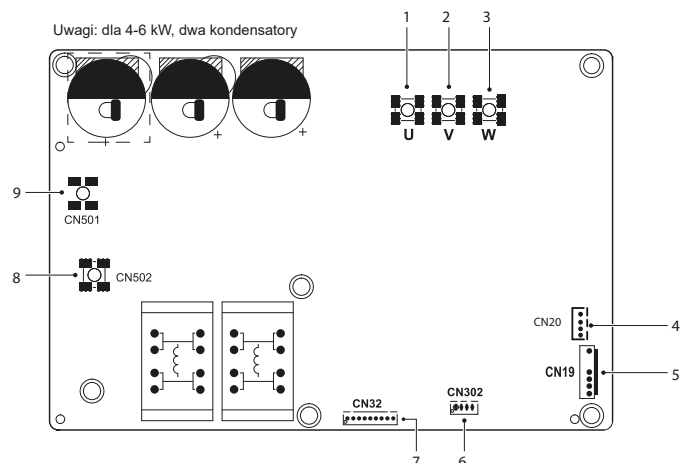 Uwagi: dla 4-6 kW, dwa kondensatory
1 2 3
+ + +
U V W
9
CN501
8
CN502
CN20
4
CN19
5
CN302
CN32
7 6